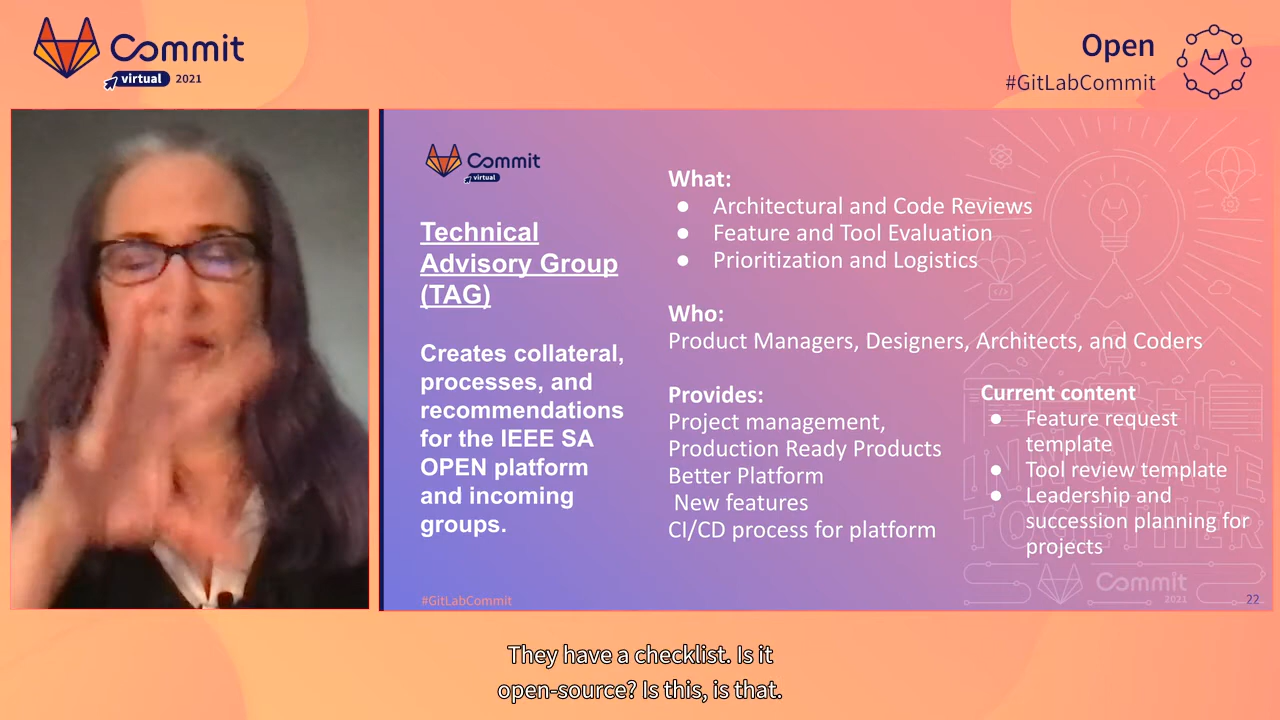 Commit
virtual 2021
Open
#GitLabCommit
Commit
virtual
Technical
Advisory Group
(TAG)
Creates collateral,
processes, and
recommendations
for the IEEE SA
OPEN platform
and incoming
groups.
What:
● Architectural and Code Reviews
● Feature and Tool Evaluation
● Prioritization and Logistics
Who:
Product Managers, Designers, Architects, and Coders
Provides:
Project management,
Production Ready Products
Better Platform
New features
CI/CD process for platform
Current content
● Feature request
template
● Tool review template
● Leadership and
succession planning for
projects
INNOVATE
TOGETHER
Commit
2021
#GitLabCommit
22
They have a checklist. Is it
open-source? Is this, is that.